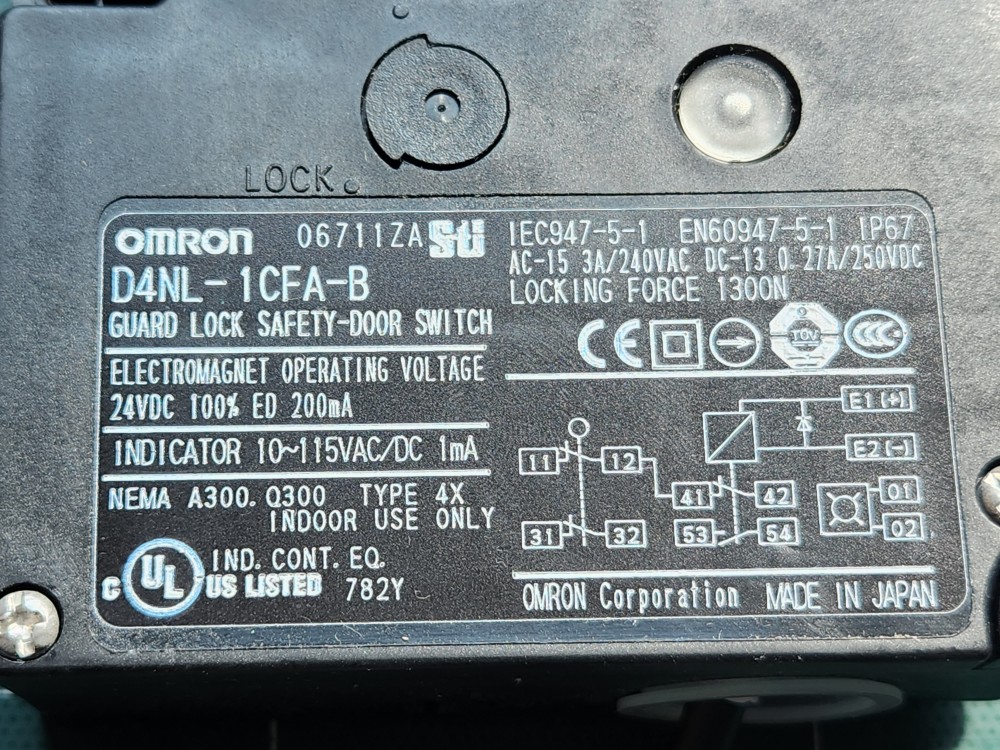 LOCK
OMRON 06711ZA Sti
D4NL-1CFA-B
GUARD LOCK SAFETY-DOOR SWITCH
ELECTROMAGNET OPERATING VOLTAGE
24VDC 100% ED 200mA
INDICATOR 10~115VAC/DC 1mA
NEMA A300. Q300 TYPE 4X
INDOOR USE ONLY
C UL US LISTED
IND. CONT. EQ.
782Y
IEC947-5-1 EN60947-5-1 IP67
AC-15 3A/240VAC DC-13 0.27A/250VDC
LOCKING FORCE 1300N
CE TÜV CCC
E1(+)
E2(-)
11 12
41 42
01
31 32
53 54
02
OMRON Corporation MADE IN JAPAN